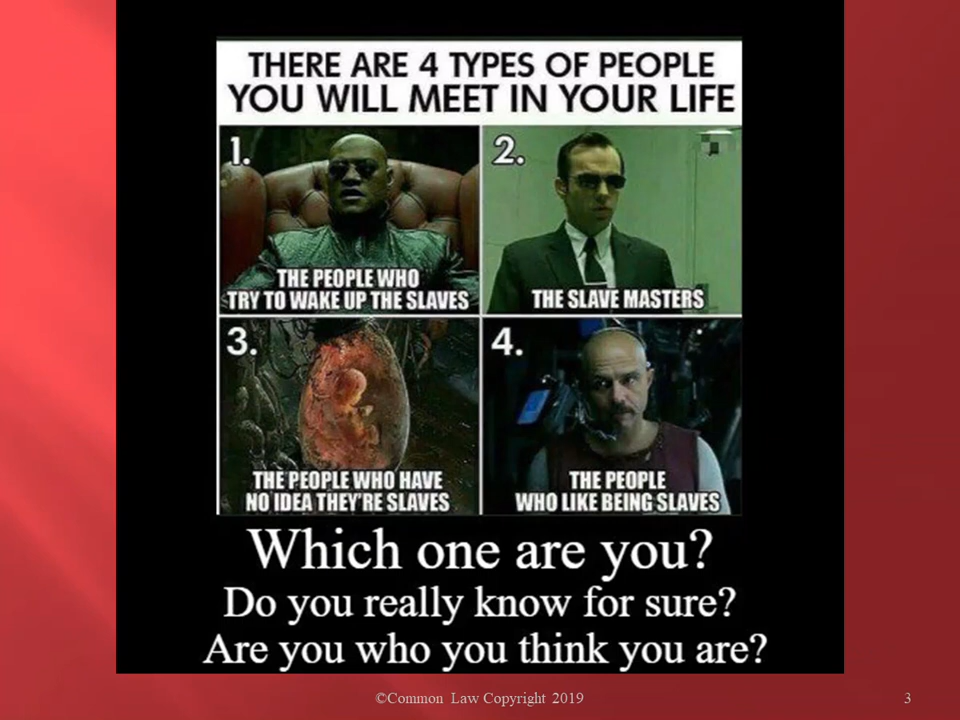 THERE ARE 4 TYPES OF PEOPLE
YOU WILL MEET IN YOUR LIFE
1.
THE PEOPLE WHO
TRY TO WAKE UP THE SLAVES
2.
THE SLAVE MASTERS
3.
THE PEOPLE WHO HAVE
NO IDEA THEY'RE SLAVES
4.
THE PEOPLE
WHO LIKE BEING SLAVES
Which one are you?
Do you really know for sure?
Are you who you think you are?
©Common Law Copyright 2019
3